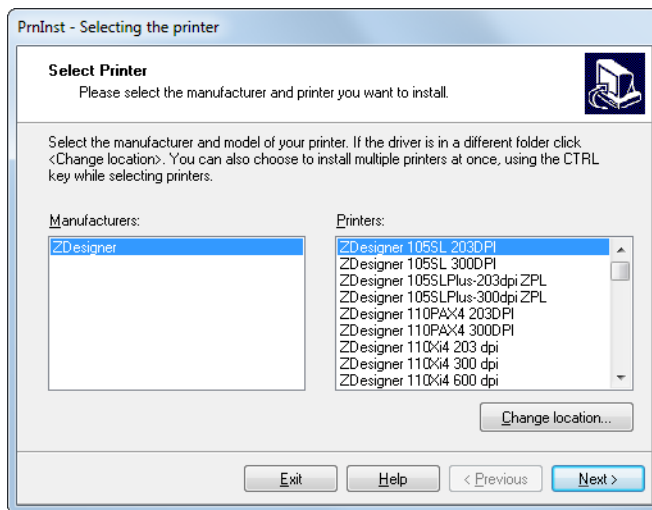 PrnInst - Selecting the printer
Select Printer
Please select the manufacturer and printer you want to install.
Select the manufacturer and model of your printer. If the driver is in a different folder click
<Change location>. You can also choose to install multiple printers at once, using the CTRL
key while selecting printers.
Manufacturers:
ZDesigner
Printers:
ZDesigner 105SL 203DPI
ZDesigner 105SL 300DPI
ZDesigner 105SLPlus-203dpi ZPL
ZDesigner 105SLPlus-300dpi ZPL
ZDesigner 110PAX4 203DPI
ZDesigner 110PAX4 300DPI
ZDesigner 110Xi4 203 dpi
ZDesigner 110Xi4 300 dpi
ZDesigner 110Xi4 600 dpi
Change location...
Exit
Help
< Previous
Next >